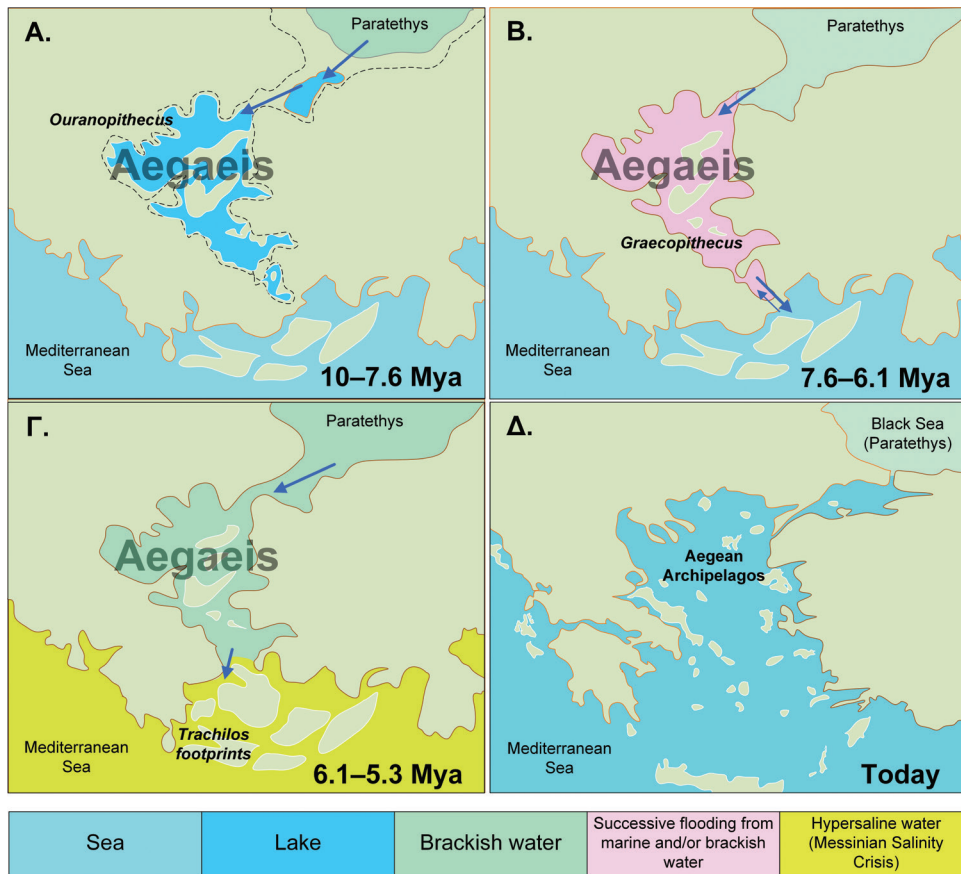 Α.
Paratethys
Ouranopithecus
Aegaeis
Mediterranean
Sea
10–7.6 Mya
Β.
Paratethys
Aegaeis
Graecopithecus
Mediterranean
Sea
7.6–6.1 Mya
Γ.
Paratethys
Aegaeis
Trachilos
footprints
Mediterranean
Sea
6.1–5.3 Mya
Δ.
Black Sea
(Paratethys)
Aegean
Archipelagos
Mediterranean
Sea
Today
Sea
Lake
Brackish water
Successive flooding from
marine and/or brackish
water
Hypersaline water
(Messinian Salinity
Crisis)